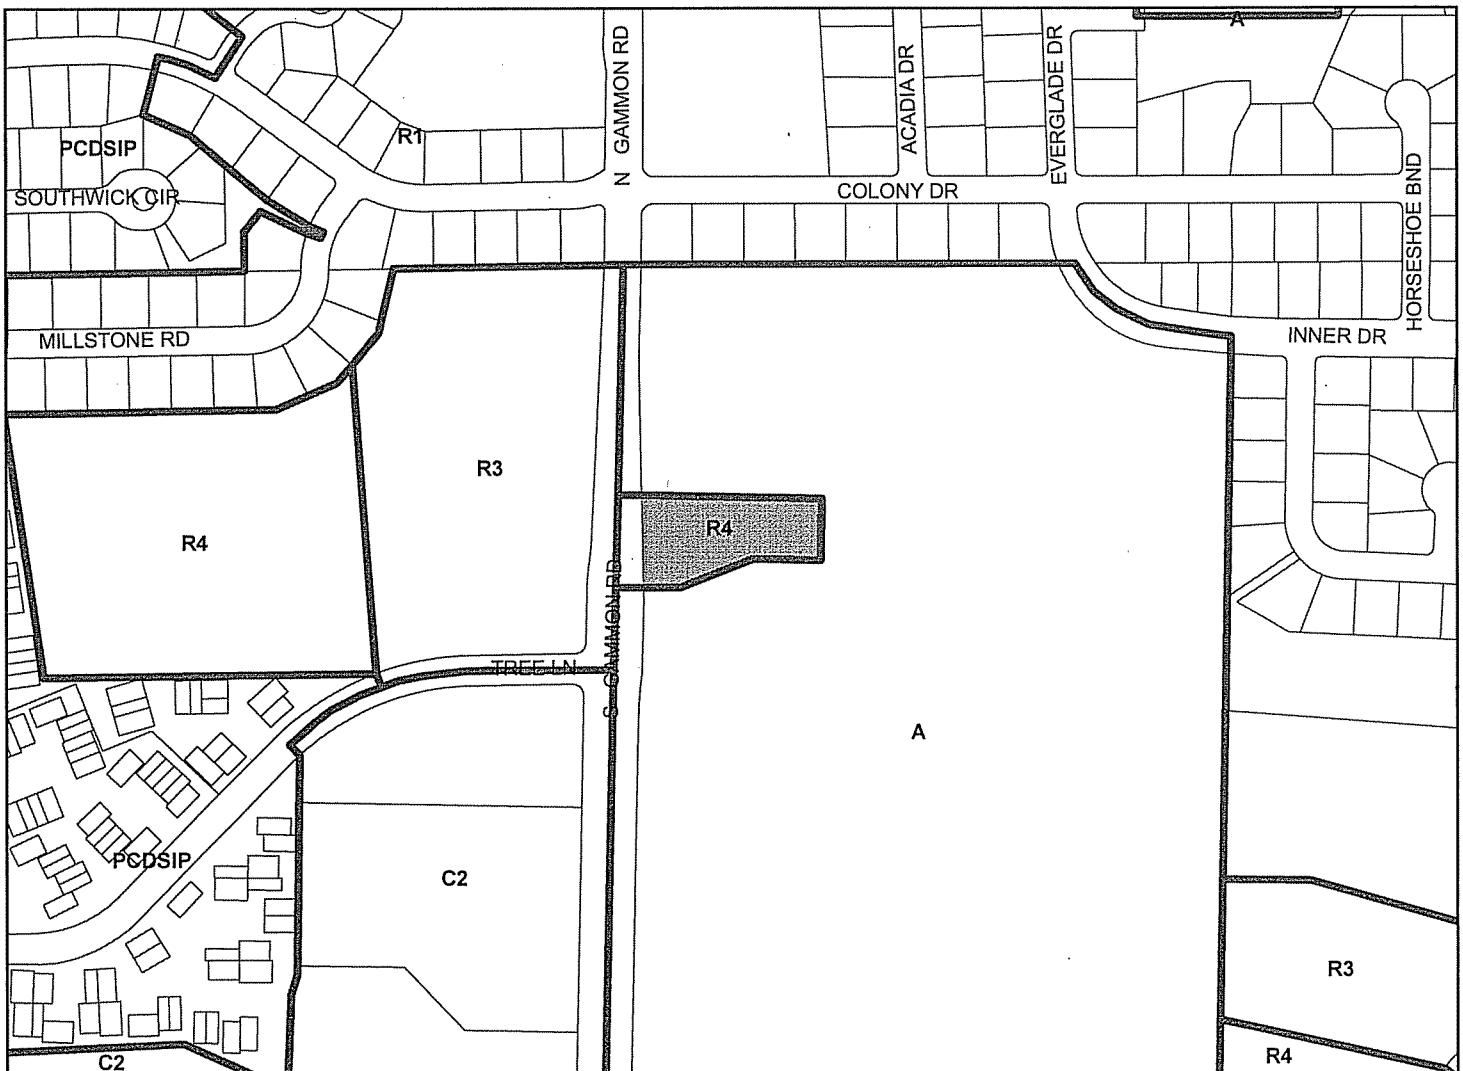 A
N GAMMON RD
ACADIA DR
EVERGLADE DR
R1
PCDSIP
SOUTHWICK CIR
COLONY DR
HORSESHOE BND
MILLSTONE RD
INNER DR
R3
R4
R4
S GAMMON RD
TREE LN
A
PCDSIP
C2
R3
C2
R4